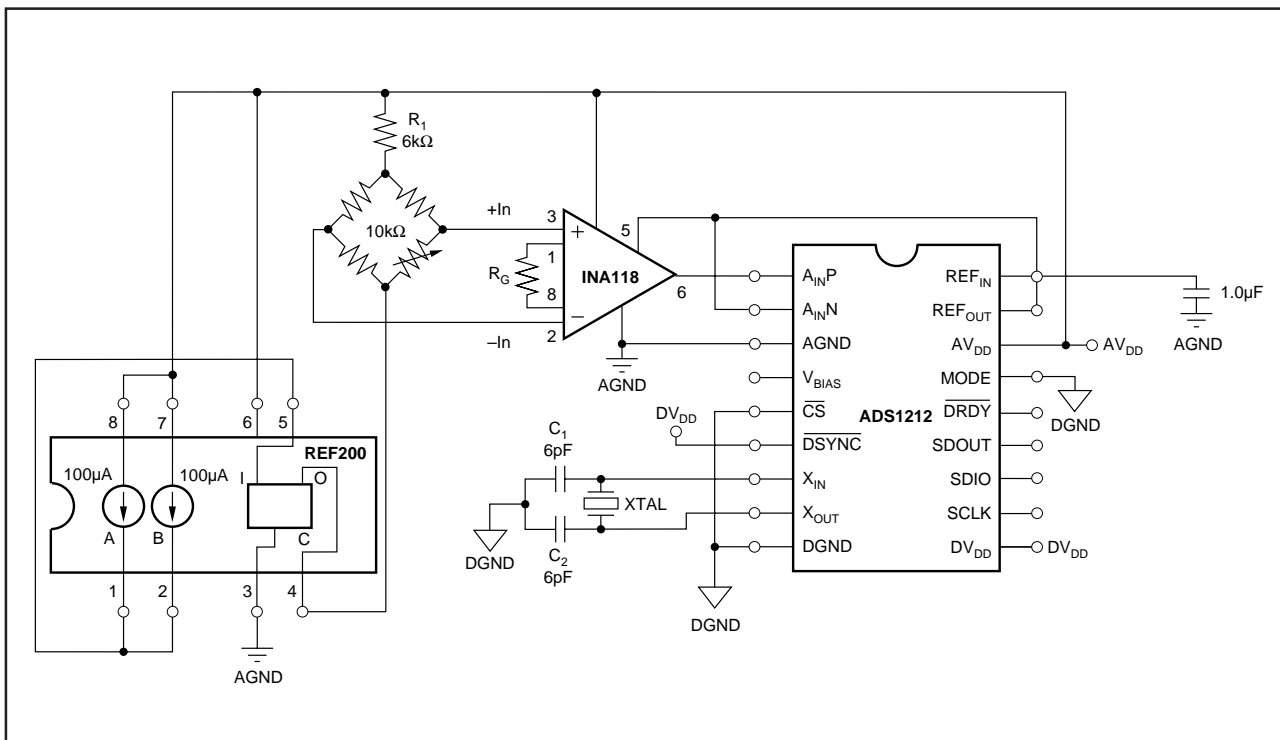 R1
6kΩ
10kΩ
+In
–In
RG
3
1
8
2
+
–
5
6
INA118
AGND
AINP
AINN
AGND
VBIAS
CS
DSYNC
XIN
XOUT
DGND
ADS1212
REFIN
REFOUT
AVDD
MODE
DRDY
SDOUT
SDIO
SCLK
DVDD
1.0µF
AGND
AVDD
DGND
DVDD
DVDD
C1
6pF
XTAL
C2
6pF
DGND
DGND
8
7
6
5
REF200
100µA
100µA
A
B
I
O
C
1
2
3
4
AGND